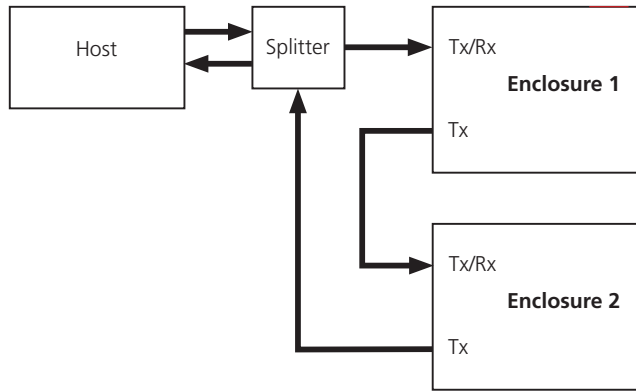 Host
Splitter
Tx/Rx
Enclosure 1
Tx
Tx/Rx
Enclosure 2
Tx